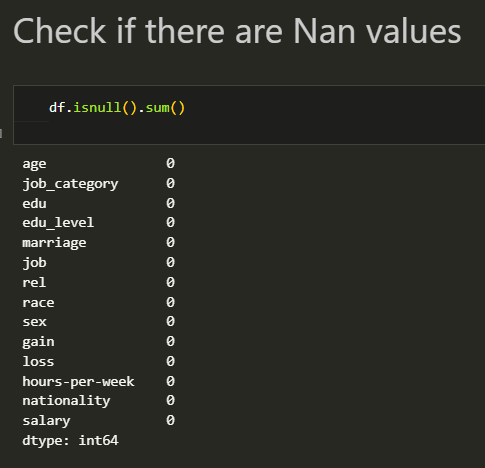 Check if there are Nan values
df.isnull().sum()
age 0
job_category 0
edu 0
edu_level 0
marriage 0
job 0
rel 0
race 0
sex 0
gain 0
loss 0
hours-per-week 0
nationality 0
salary 0
dtype: int64